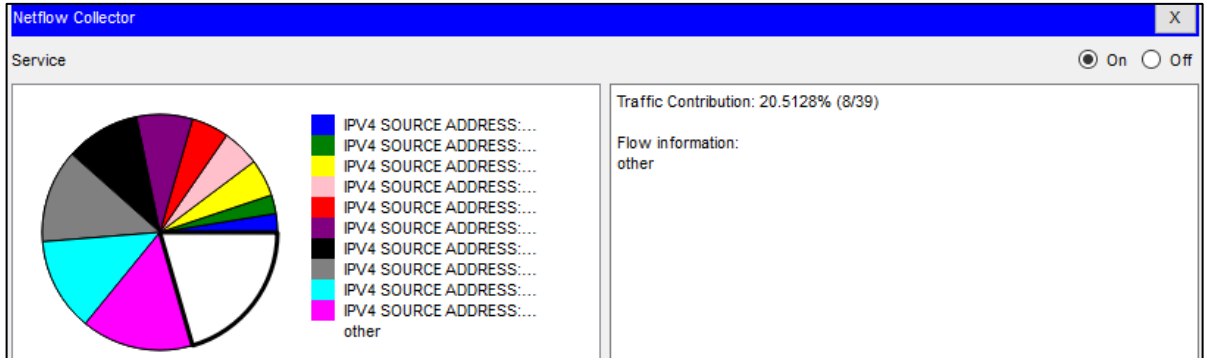 Netflow Collector
X
Service
On
Off
IPV4 SOURCE ADDRESS:...
IPV4 SOURCE ADDRESS:...
IPV4 SOURCE ADDRESS:...
IPV4 SOURCE ADDRESS:...
IPV4 SOURCE ADDRESS:...
IPV4 SOURCE ADDRESS:...
IPV4 SOURCE ADDRESS:...
IPV4 SOURCE ADDRESS:...
IPV4 SOURCE ADDRESS:...
IPV4 SOURCE ADDRESS:...
other
Traffic Contribution: 20.5128% (8/39)
Flow information:
other